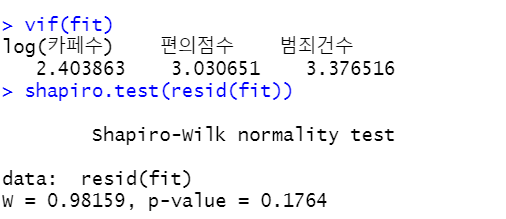 > vif(fit)
log(카페수) 편의점수 범죄건수
2.403863 3.030651 3.376516
> shapiro.test(resid(fit))
Shapiro-Wilk normality test
data: resid(fit)
W = 0.98159, p-value = 0.1764